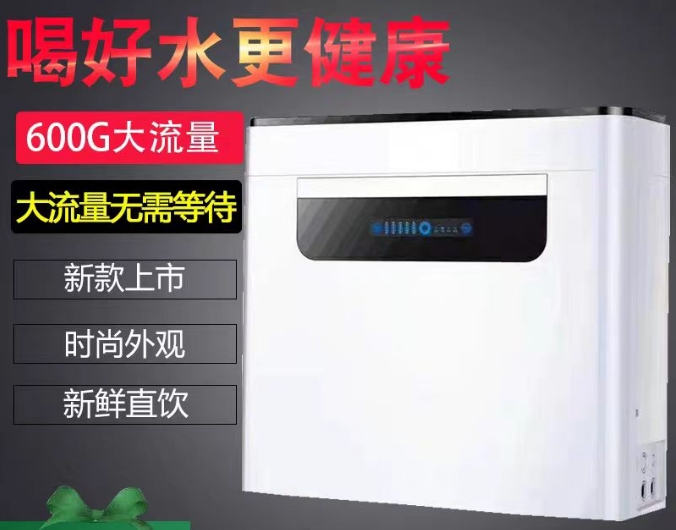 喝好水更健康
600G大流量
大流量无需等待
新款上市
时尚外观
新鲜直饮